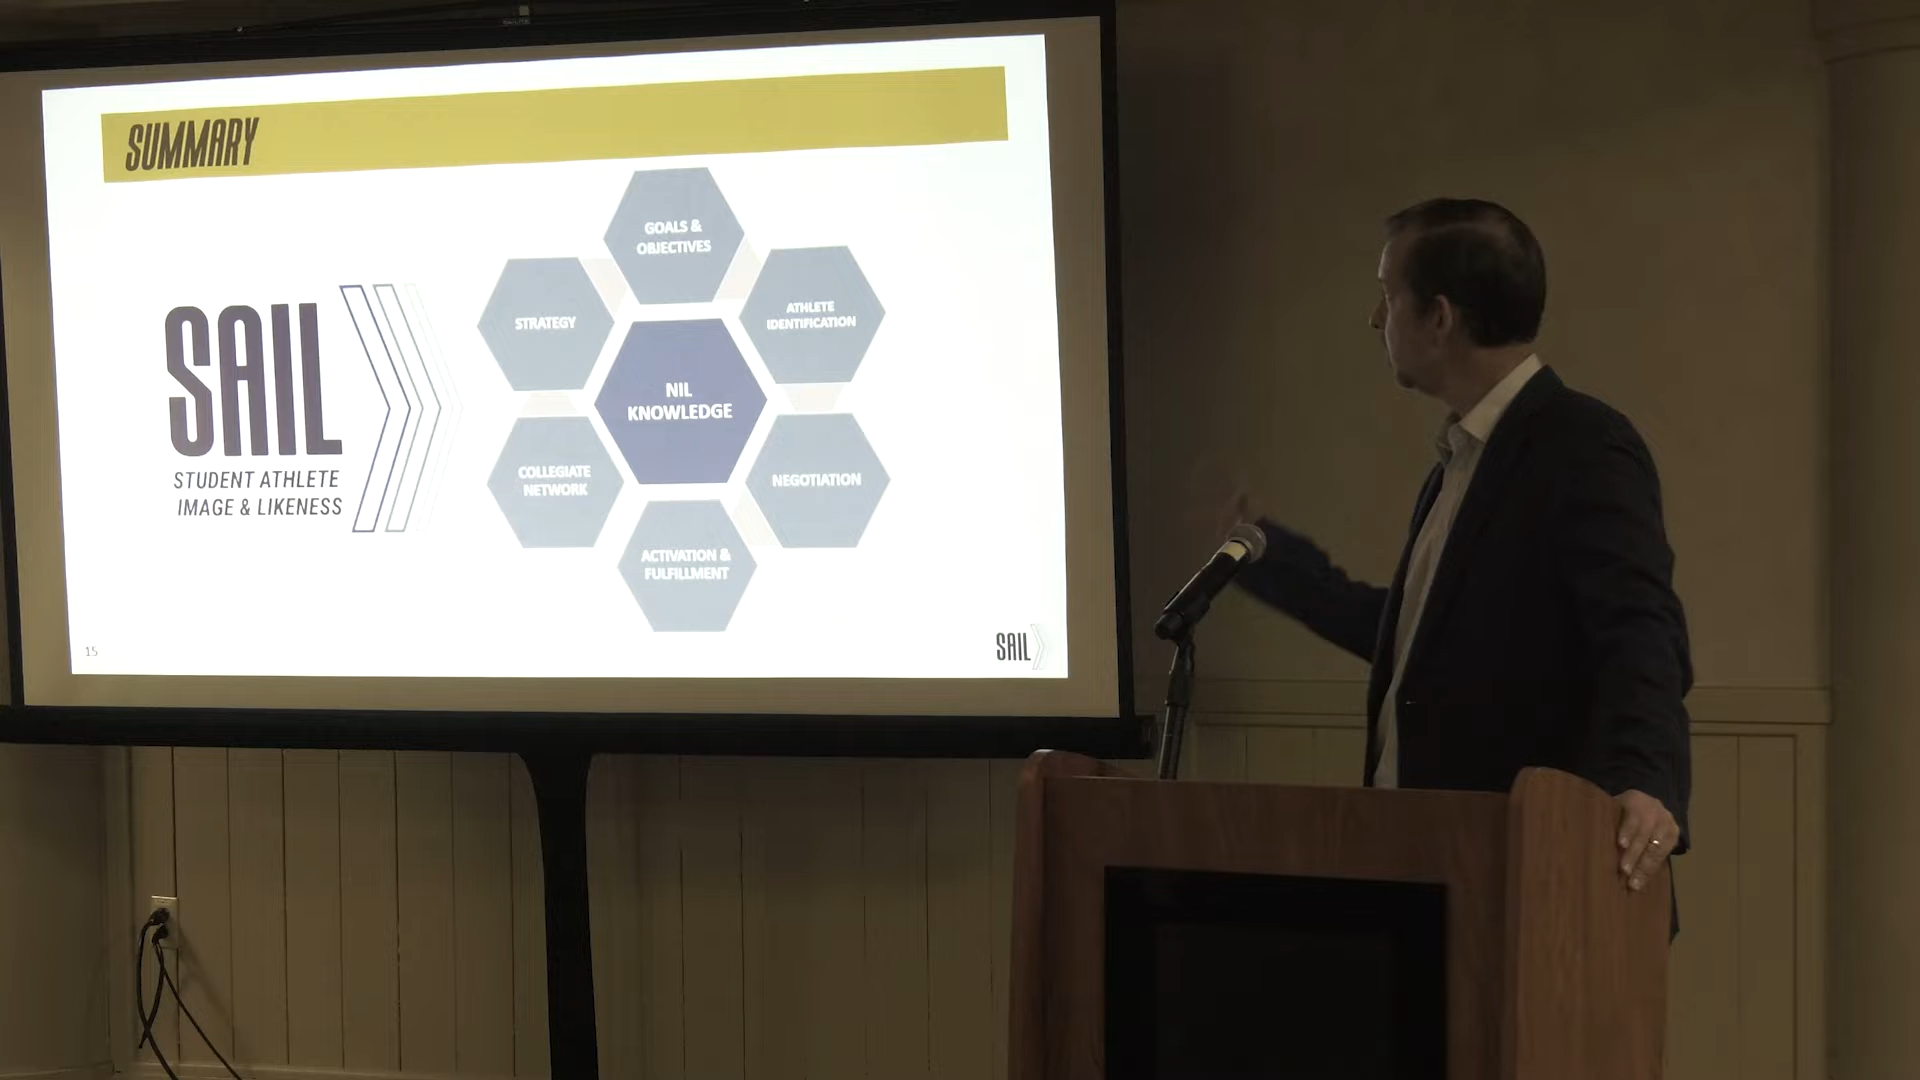 SUMMARY
SAIL
STUDENT ATHLETE
IMAGE & LIKENESS
GOALS &
OBJECTIVES
ATHLETE
IDENTIFICATION
NEGOTIATION
ACTIVATION &
FULFILLMENT
COLLEGIATE
NETWORK
STRATEGY
NIL
KNOWLEDGE
15
SAIL